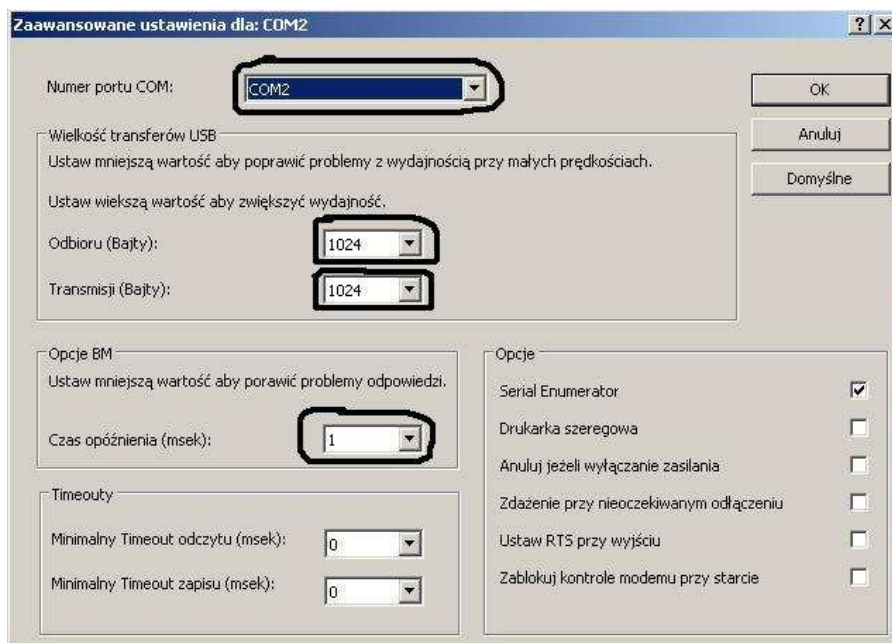 Zaawansowane ustawienia dla: COM2
Numer portu COM:
COM2
OK
Anuluj
Domyślne
Wielkość transferów USB
Ustaw mniejszą wartość aby poprawić problemy z wydajnością przy małych prędkościach.
Ustaw wiekszą wartość aby zwiększyć wydajność.
Odbioru (Bajty):
1024
Transmisji (Bajty):
1024
Opcje BM
Ustaw mniejszą wartość aby porawić problemy odpowiedzi.
Czas opóźnienia (msek):
1
Timeouty
Minimalny Timeout odczytu (msek):
0
Minimalny Timeout zapisu (msek):
0
Opcje
Serial Enumerator
Drukarka szeregowa
Anuluj jeżeli wyłączanie zasilania
Zdażenie przy nieoczekiwanym odłączeniu
Ustaw RTS przy wyjściu
Zablokuj kontrole modemu przy starcie